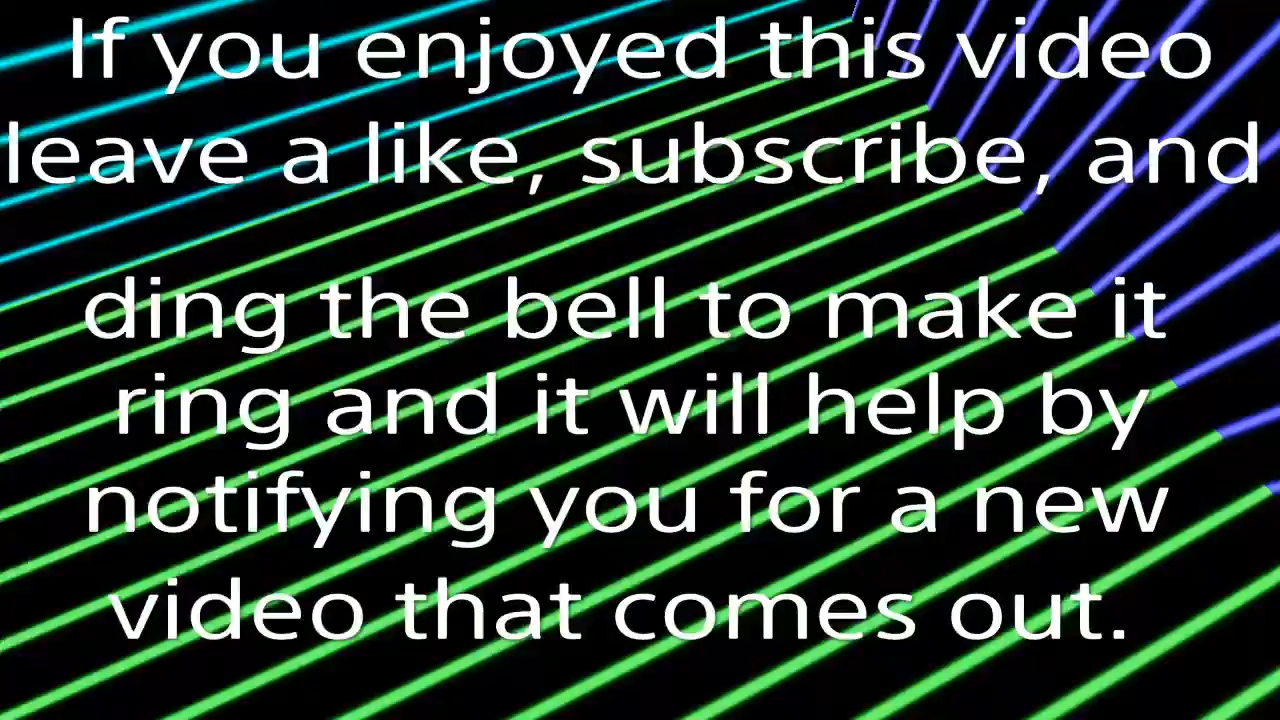 If you enjoyed this video
leave a like, subscribe, and
ding the bell to make it
ring and it will help by
notifying you for a new
video that comes out.